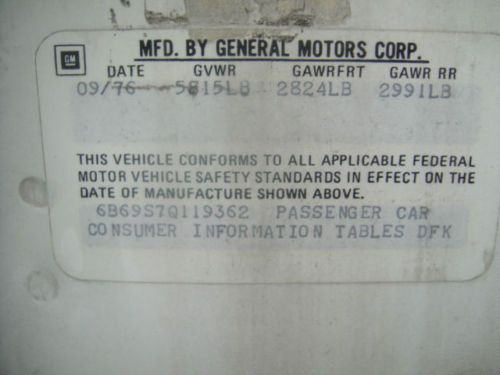 GM
MFD. BY GENERAL MOTORS CORP.
DATE GVWR GAWRFRT GAWR RR
09/76 5815LB 2824LB 2991LB
THIS VEHICLE CONFORMS TO ALL APPLICABLE FEDERAL
MOTOR VEHICLE SAFETY STANDARDS IN EFFECT ON THE
DATE OF MANUFACTURE SHOWN ABOVE.
6B69S7Q119362 PASSENGER CAR
CONSUMER INFORMATION TABLES DFK